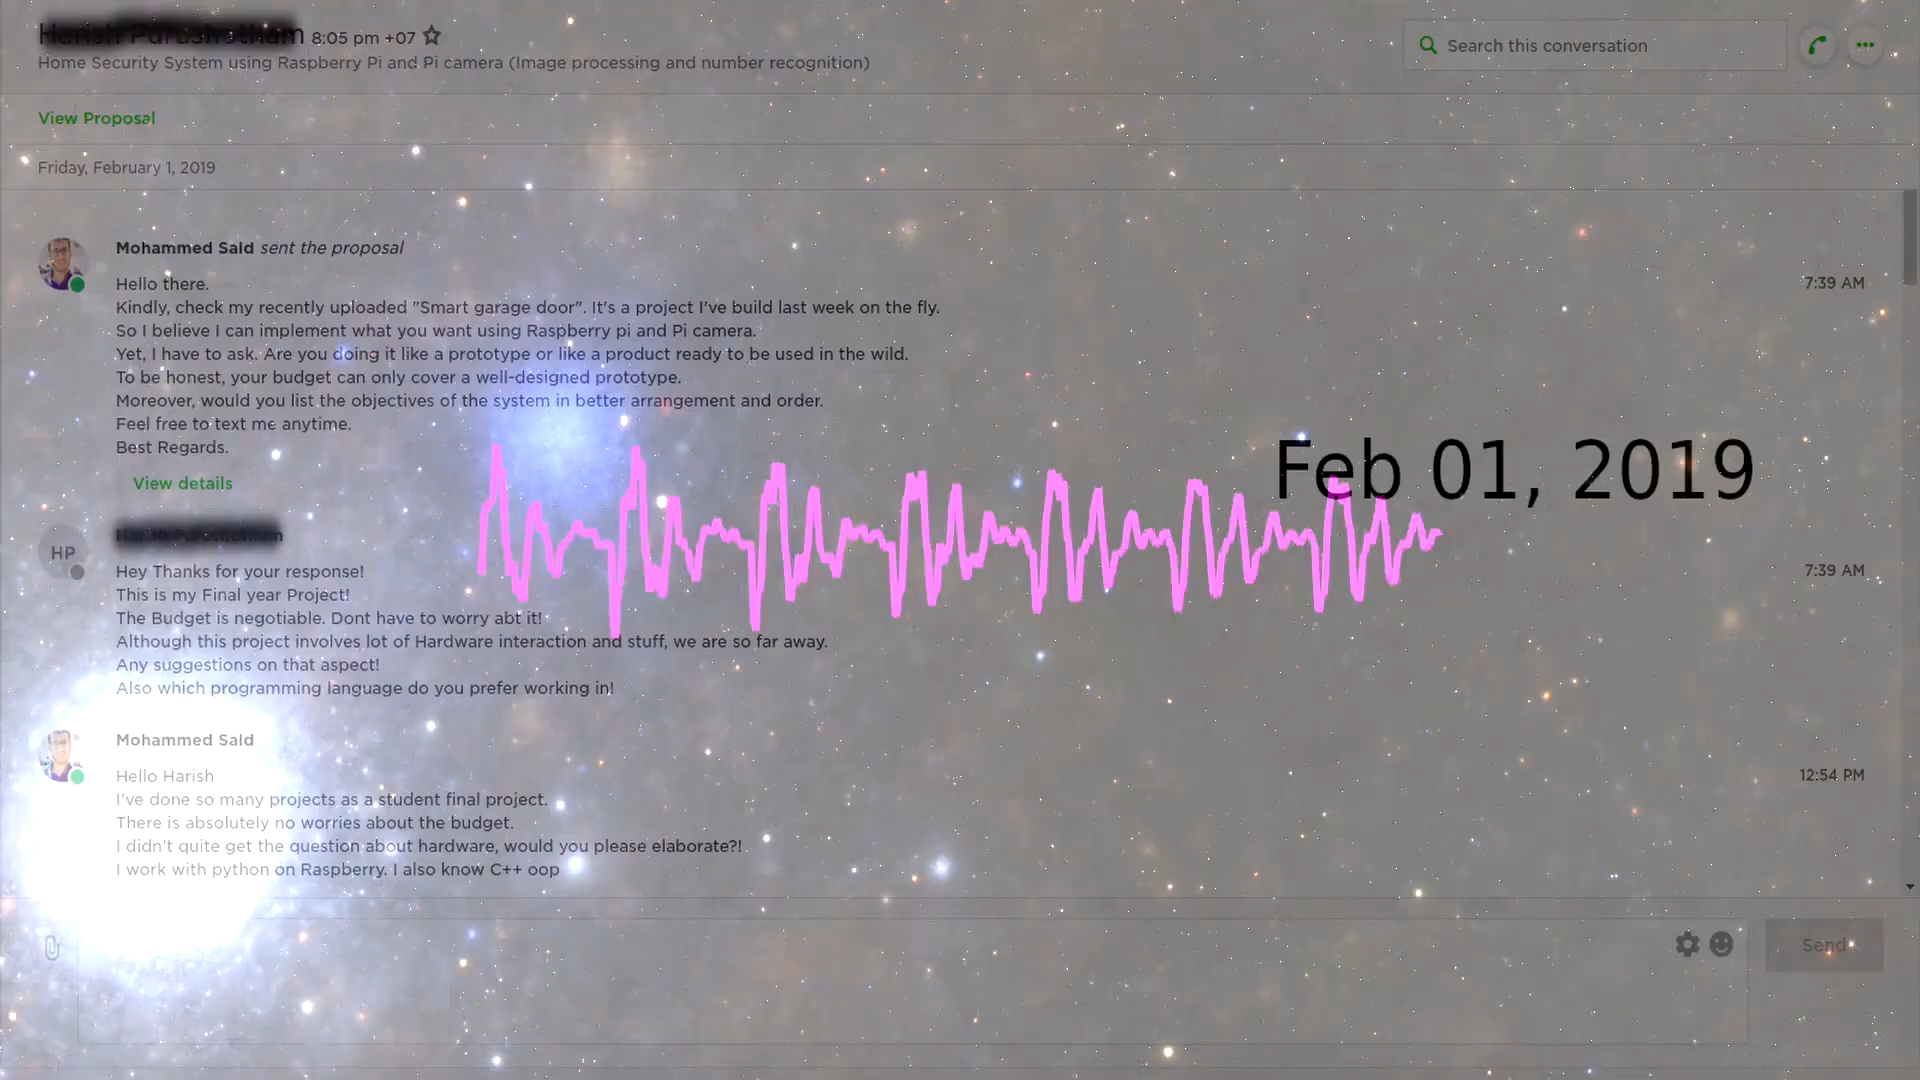 8:05 pm +07
Home Security System using Raspberry Pi and Pi camera (Image processing and number recognition)
Search this conversation
View Proposal
Friday, February 1, 2019
Mohammed Said sent the proposal
Hello there.
7:39 AM
Kindly, check my recently uploaded "Smart garage door". It's a project I've build last week on the fly.
So I believe I can implement what you want using Raspberry pi and Pi camera.
Yet, I have to ask. Are you doing it like a prototype or like a product ready to be used in the wild.
To be honest, your budget can only cover a well-designed prototype.
Moreover, would you list the objectives of the system in better arrangement and order.
Feel free to text me anytime.
Best Regards.
View details
Feb 01, 2019
HP
Hey Thanks for your response!
7:39 AM
This is my Final year Project!
The Budget is negotiable. Dont have to worry abt it!
Although this project involves lot of Hardware interaction and stuff, we are so far away.
Any suggestions on that aspect!
Also which programming language do you prefer working in!
Mohammed Said
Hello Harish
12:54 PM
I've done so many projects as a student final project.
There is absolutely no worries about the budget.
I didn't quite get the question about hardware, would you please elaborate?!
I work with python on Raspberry. I also know C++ oop
Send